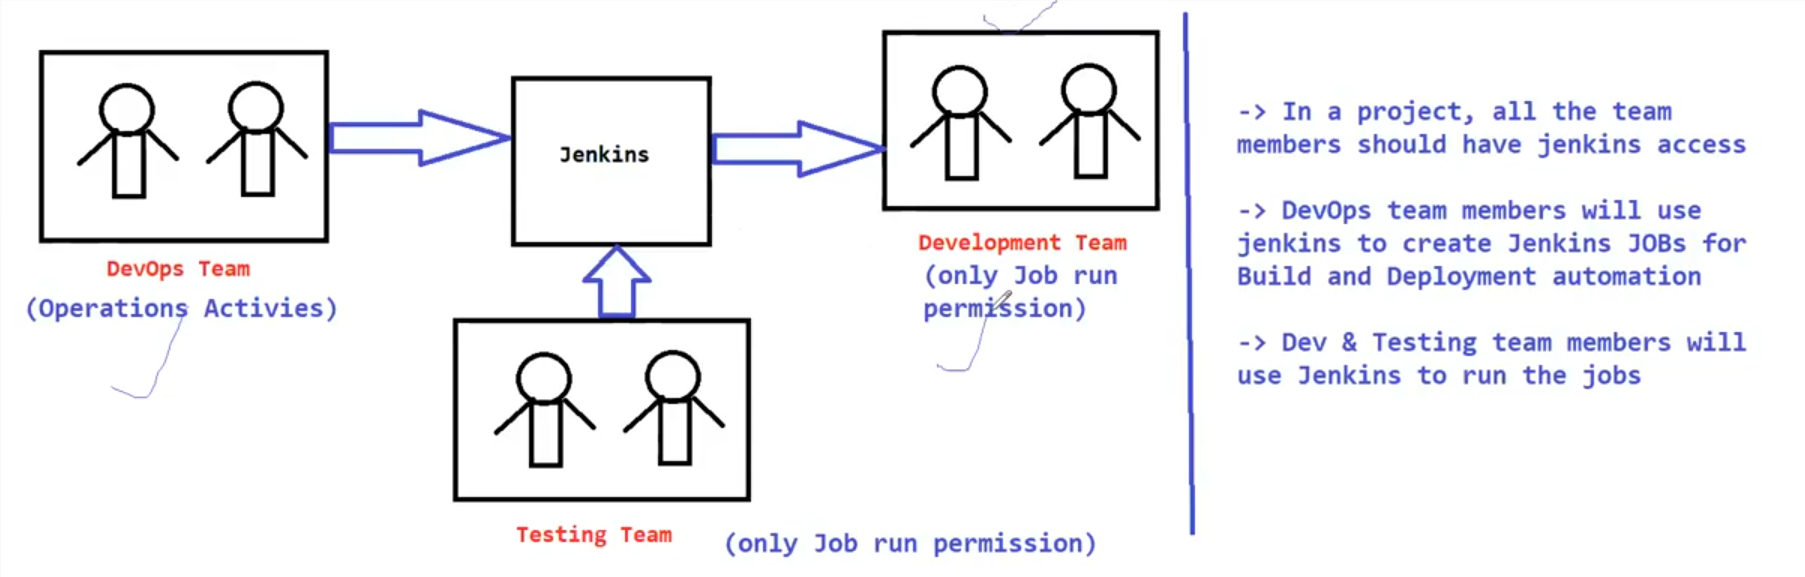 Jenkins
DevOps Team
(Operations Activies)
Development Team
(only Job run
permission)
Testing Team
(only Job run permission)
-> In a project, all the team
members should have jenkins access
-> DevOps team members will use
jenkins to create Jenkins JOBs for
Build and Deployment automation
-> Dev & Testing team members will
use Jenkins to run the jobs